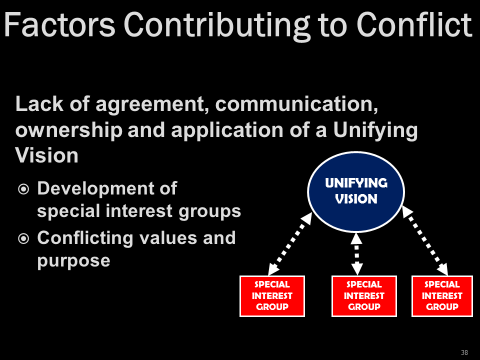 Factors Contributing to Conflict
Lack of agreement, communication,
ownership and application of a Unifying
Vision
Development of
special interest groups
Conflicting values and
purpose
UNIFYING
VISION
SPECIAL
INTEREST
GROUP
SPECIAL
INTEREST
GROUP
SPECIAL
INTEREST
GROUP
38